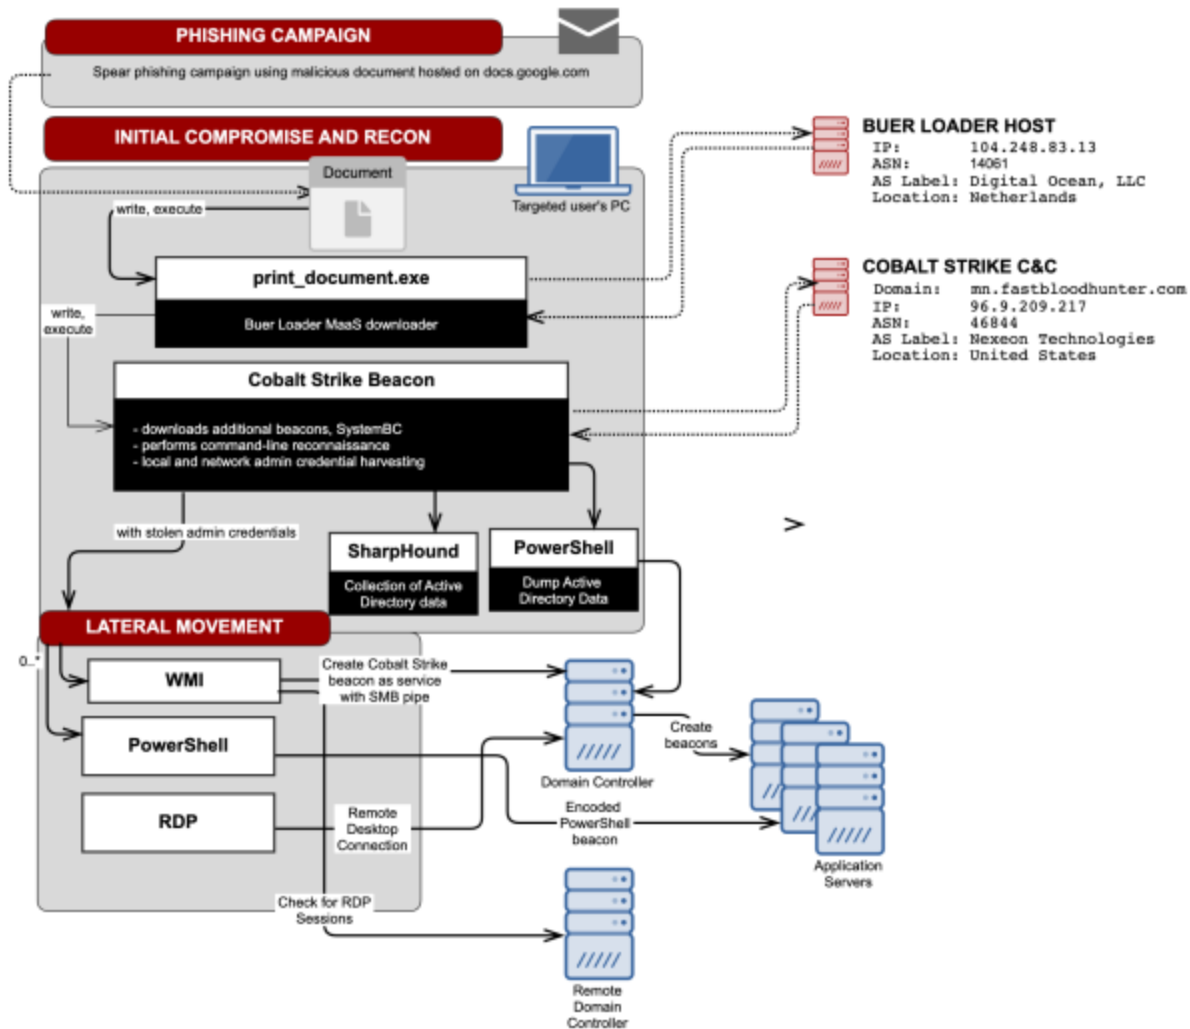 PHISHING CAMPAIGN
Spear phishing campaign using malicious document hosted on docs.google.com
INITIAL COMPROMISE AND RECON
Document
Targeted user's PC
write, execute
print_document.exe
Buer Loader MaaS downloader
write,
execute
Cobalt Strike Beacon
- downloads additional beacons, SystemBC
- performs command-line reconnaissance
- local and network admin credential harvesting
BUER LOADER HOST
IP: 104.248.83.13
ASN: 14061
AS Label: Digital Ocean, LLC
Location: Netherlands
COBALT STRIKE C&C
Domain: mn.fastbloodhunter.com
IP: 96.9.209.217
ASN: 46844
AS Label: Nexeon Technologies
Location: United States
with stolen admin credentials
SharpHound
Collection of Active
Directory data
PowerShell
Dump Active
Directory Data
>
LATERAL MOVEMENT
0..*
WMI
Create Cobalt Strike
beacon as service
with SMB pipe
PowerShell
RDP
Remote
Desktop
Connection
Check for RDP
Sessions
Domain Controller
Create
beacons
Encoded
PowerShell
beacon
Application
Servers
Remote
Domain
Controller